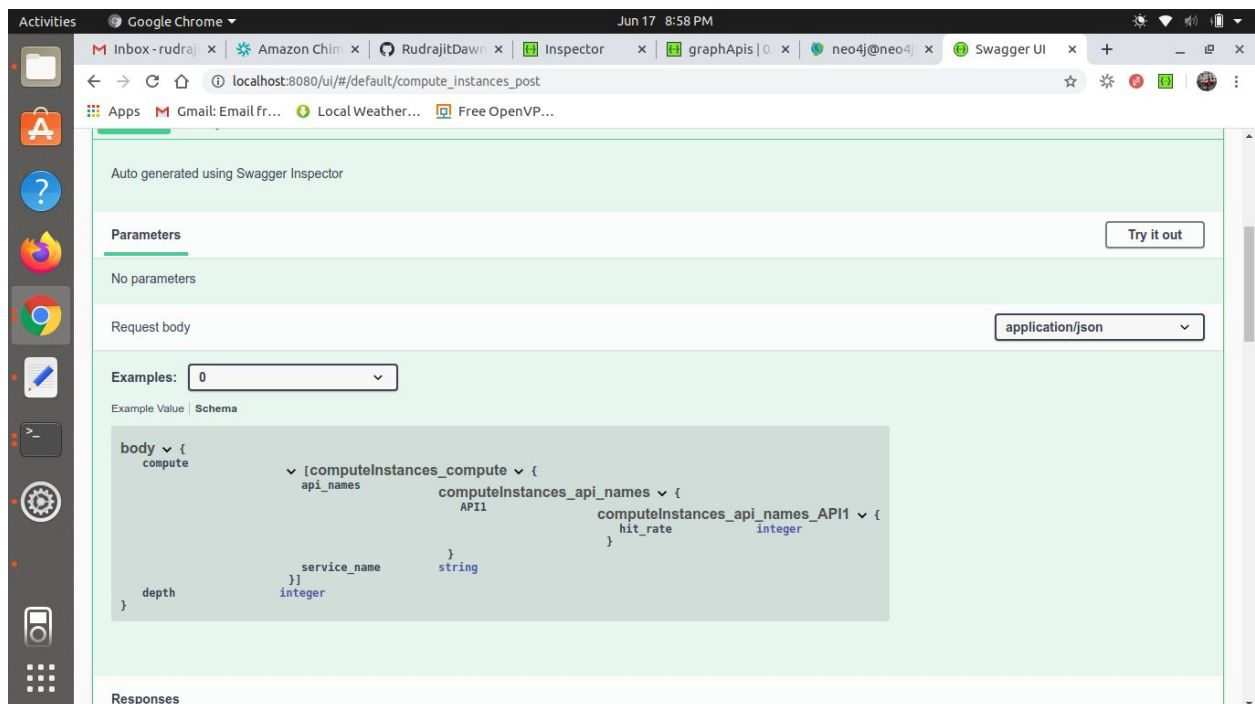 Activities Google Chrome Jun 17 8:58 PM
Inbox - rudraj Amazon Chim RudrajitDawn Inspector graphApis | 0. neo4j@neo4j Swagger UI
localhost:8080/ui/#/default/compute_instances_post
Apps Gmail: Email fr... Local Weather... Free OpenVP...
Auto generated using Swagger Inspector
Parameters Try it out
No parameters
Request body application/json
Examples: 0
Example Value Schema
body {
compute
[computeInstances_compute {
api_names
computeInstances_api_names {
API1
computeInstances_api_names_API1 {
hit_rate integer
}
}
service_name string
}]
depth integer
}
Responses